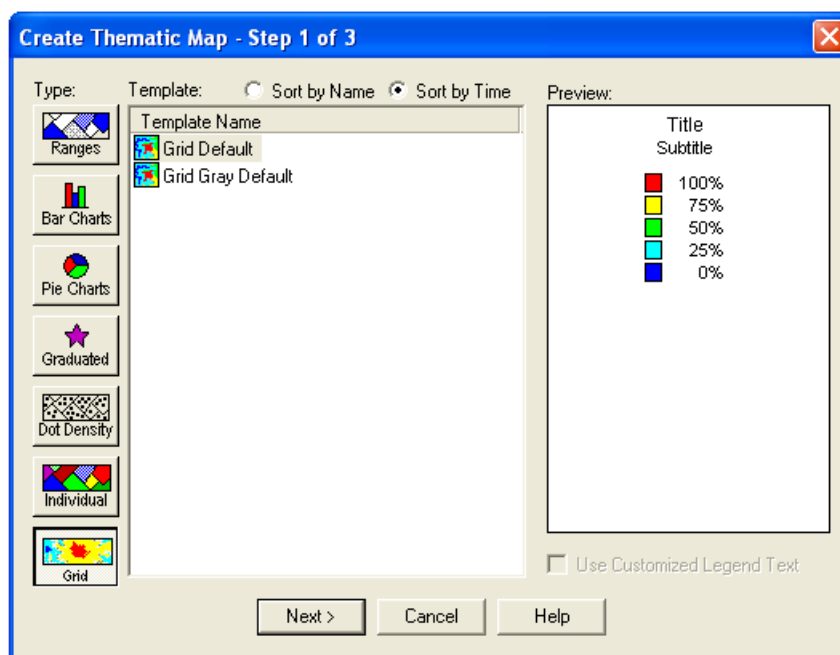 Create Thematic Map - Step 1 of 3
Type:
Template:
Sort by Name
Sort by Time
Preview:
Ranges
Bar Charts
Pie Charts
Graduated
Dot Density
Individual
Grid
Template Name
Grid Default
Grid Gray Default
Title
Subtitle
100%
75%
50%
25%
0%
Use Customized Legend Text
Next >
Cancel
Help